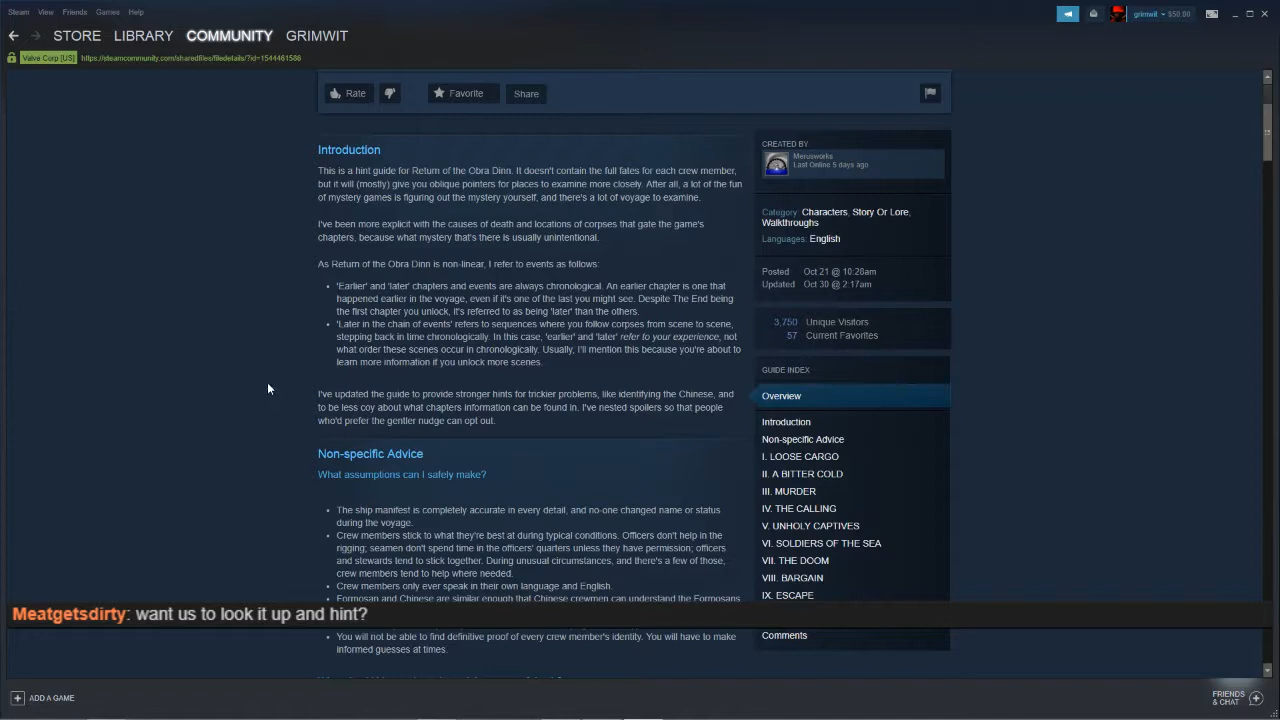 Steam View Friends Games Help
grimwit $50.00
STORE LIBRARY COMMUNITY GRIMWIT
Valve Corp [US] https://steamcommunity.com/sharedfiles/filedetails/?id=1544461586
Rate Favorite Share
Introduction
This is a hint guide for Return of the Obra Dinn. It doesn't contain the full fates for each crew member,
but it will (mostly) give you oblique pointers for places to examine more closely. After all, a lot of the fun
of mystery games is figuring out the mystery yourself, and there's a lot of voyage to examine.
I've been more explicit with the causes of death and locations of corpses that gate the game's
chapters, because what mystery that's there is usually unintentional.
As Return of the Obra Dinn is non-linear, I refer to events as follows:
'Earlier' and 'later' chapters and events are always chronological. An earlier chapter is one that
happened earlier in the voyage, even if it's one of the last you might see. Despite The End being
the first chapter you unlock, it's referred to as being 'later' than the others.
'Later in the chain of events' refers to sequences where you follow corpses from scene to scene,
stepping back in time chronologically. In this case, 'earlier' and 'later' refer to your experience, not
what order these scenes occur in chronologically. Usually, I'll mention this because you're about to
learn more information if you unlock more scenes.
I've updated the guide to provide stronger hints for trickier problems, like identifying the Chinese, and
to be less coy about what chapters information can be found in. I've nested spoilers so that people
who'd prefer the gentler nudge can opt out.
Non-specific Advice
What assumptions can I safely make?
The ship manifest is completely accurate in every detail, and no-one changed name or status
during the voyage.
Crew members stick to what they're best at during typical conditions. Officers don't help in the
rigging; seamen don't spend time in the officers' quarters unless they have permission; officers
and stewards tend to stick together. During unusual circumstances, and there's a few of those,
crew members tend to help where needed.
Crew members only ever speak in their own language and English.
Formosan and Chinese are similar enough that Chinese crewmen can understand the Formosans
You will not be able to find definitive proof of every crew member's identity. You will have to make
informed guesses at times.
CREATED BY
Merusworks
Last Online 5 days ago
Category: Characters, Story Or Lore,
Walkthroughs
Languages: English
Posted Oct 21 @ 10:28am
Updated Oct 30 @ 2:17am
3,750 Unique Visitors
57 Current Favorites
GUIDE INDEX
Overview
Introduction
Non-specific Advice
I. LOOSE CARGO
II. A BITTER COLD
III. MURDER
IV. THE CALLING
V. UNHOLY CAPTIVES
VI. SOLDIERS OF THE SEA
VII. THE DOOM
VIII. BARGAIN
IX. ESCAPE
Comments
Meatgetsdirty: want us to look it up and hint?
ADD A GAME
FRIENDS
& CHAT